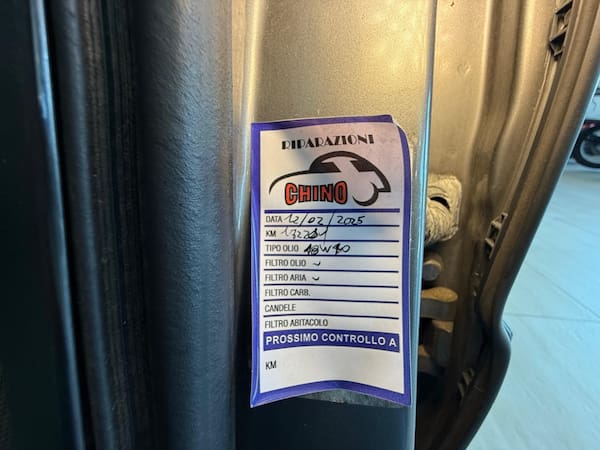 RIPARAZIONI
CHINO
DATA 12/02/2025
KM
TIPO OLIO
FILTRO OLIO ✓
FILTRO ARIA ✓
FILTRO CARB.
CANDELE
FILTRO ABITACOLO
PROSSIMO CONTROLLO A
KM